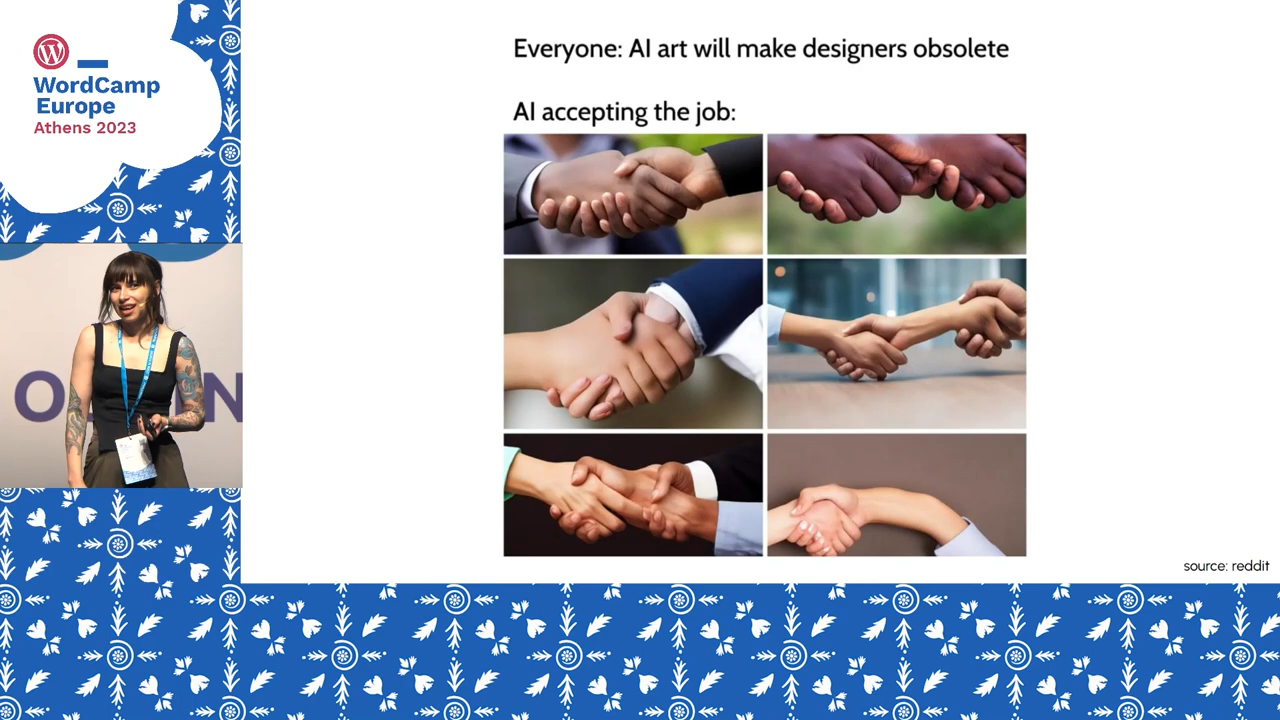 WordCamp
Europe
Athens 2023
Everyone: AI art will make designers obsolete
AI accepting the job:
source: reddit